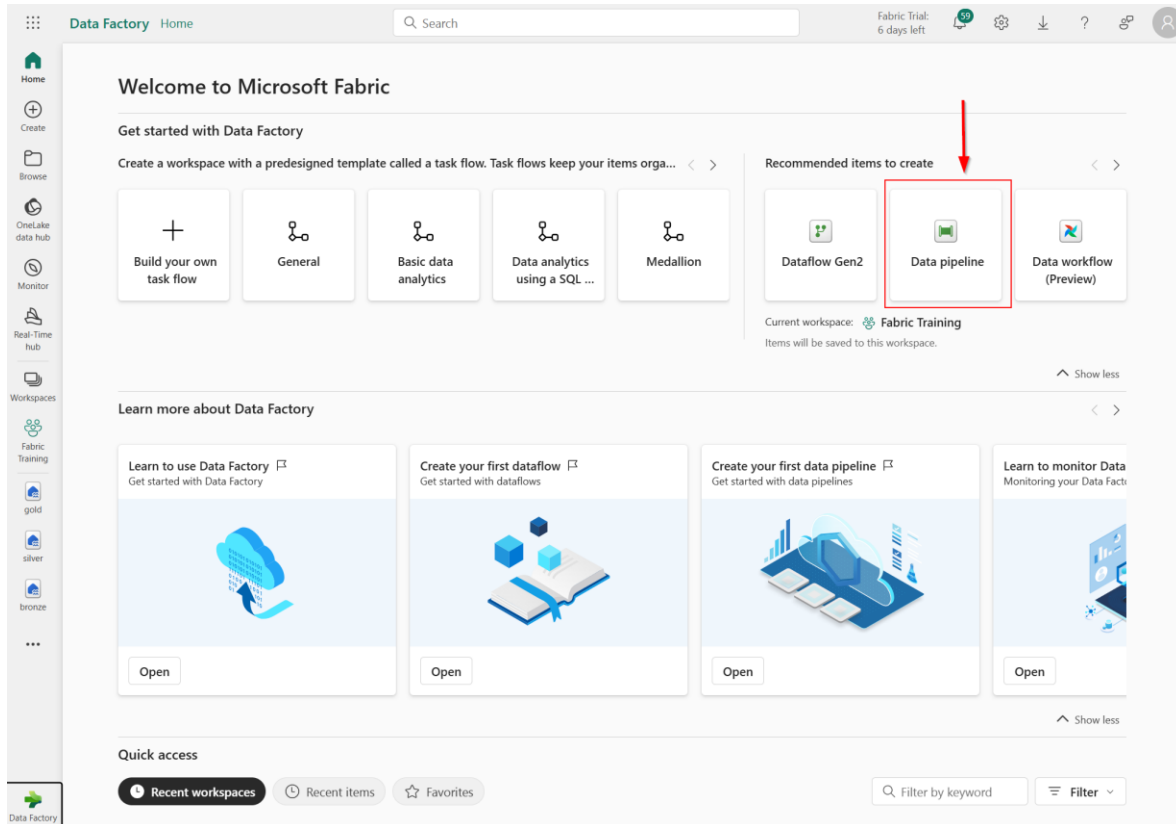 Data Factory Home
Search
Fabric Trial:
6 days left
59
?
Home
Create
Browse
OneLake
data hub
Monitor
Real-Time
hub
Workspaces
Fabric
Training
gold
silver
bronze
Data Factory
Welcome to Microsoft Fabric
Get started with Data Factory
Create a workspace with a predesigned template called a task flow. Task flows keep your items orga...
Build your own
task flow
General
Basic data
analytics
Data analytics
using a SQL ...
Medallion
Recommended items to create
Dataflow Gen2
Data pipeline
Data workflow
(Preview)
Current workspace: Fabric Training
Items will be saved to this workspace.
Show less
Learn more about Data Factory
Learn to use Data Factory
Get started with Data Factory
Open
Create your first dataflow
Get started with dataflows
Open
Create your first data pipeline
Get started with data pipelines
Open
Learn to monitor Data
Monitoring your Data Facto
Open
Show less
Quick access
Recent workspaces
Recent items
Favorites
Filter by keyword
Filter